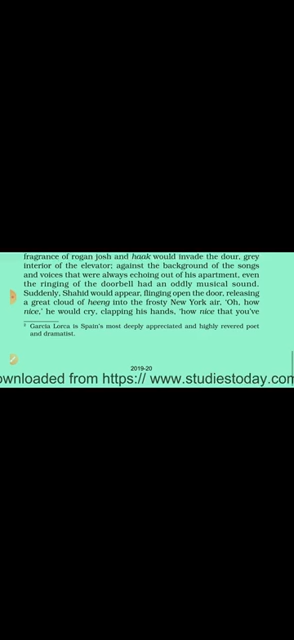 fragrance of rogan josh and haak would invade the dour, grey
interior of the elevator; against the background of the songs
and voices that were always echoing out of his apartment, even
the ringing of the doorbell had an oddly musical sound.
Suddenly, Shahid would appear, flinging open the door, releasing
a great cloud of heeng into the frosty New York air. ‘Oh, how
nice,’ he would cry, clapping his hands, ‘how nice that you’ve
2 Garcia Lorca is Spain’s most deeply appreciated and highly revered poet
and dramatist.
2019-20
ownloaded from https:// www.studiestoday.com